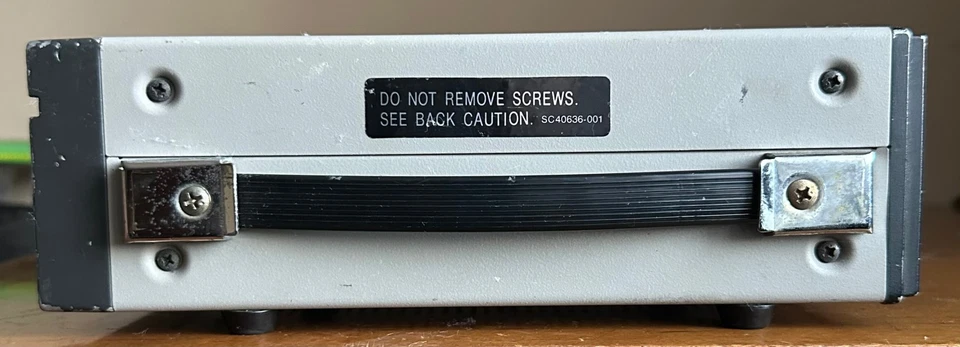 DO NOT REMOVE SCREWS.
SEE BACK CAUTION. SC40636-001